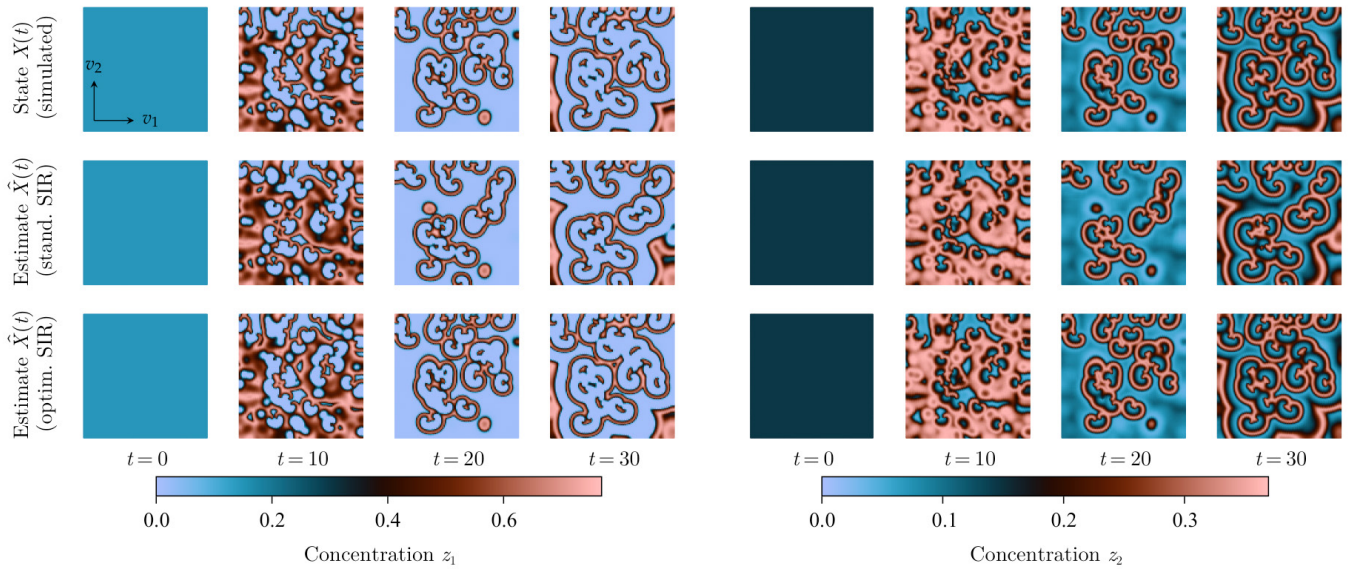 State X(t)
(simulated)
v₂
v₁
Estimate X̂(t)
(stand. SIR)
Estimate X̂(t)
(optim. SIR)
t = 0
t = 10
t = 20
t = 30
t = 0
t = 10
t = 20
t = 30
0.0
0.2
0.4
0.6
0.0
0.1
0.2
0.3
Concentration z₁
Concentration z₂